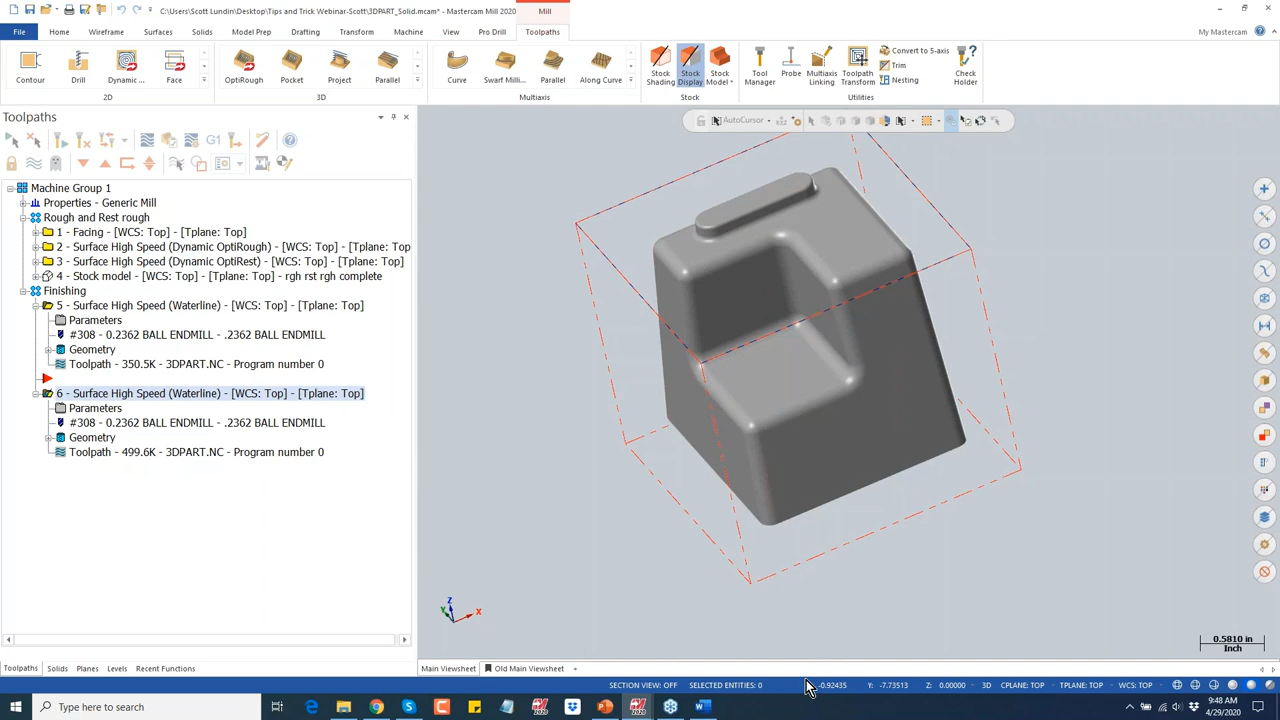 C:\Users\Scott Lundin\Desktop\Tips and Trick Webinar-Scott\3DPART_Solid.mcam* - Mastercam Mill 2020
Mill
File
Home
Wireframe
Surfaces
Solids
Model Prep
Drafting
Transform
Machine
View
Pro Drill
Toolpaths
My Mastercam
Contour
Drill
Dynamic ...
Face
OptiRough
Pocket
Project
Parallel
Curve
Swarf Milli...
Parallel
Along Curve
Stock Shading
Stock Display
Stock Model
Tool Manager
Probe
Multiaxis Linking
Toolpath Transform
Convert to 5-axis
Trim
Nesting
Check Holder
2D
3D
Multiaxis
Stock
Utilities
Toolpaths
AutoCursor
G1
Machine Group 1
Properties - Generic Mill
Rough and Rest rough
1 - Facing - [WCS: Top] - [Tplane: Top]
2 - Surface High Speed (Dynamic OptiRough) - [WCS: Top] - [Tplane: Top
3 - Surface High Speed (Dynamic OptiRest) - [WCS: Top] - [Tplane: Top]
4 - Stock model - [WCS: Top] - [Tplane: Top] - rgh rst rgh complete
Finishing
5 - Surface High Speed (Waterline) - [WCS: Top] - [Tplane: Top]
Parameters
#308 - 0.2362 BALL ENDMILL - .2362 BALL ENDMILL
Geometry
Toolpath - 350.5K - 3DPART.NC - Program number 0
6 - Surface High Speed (Waterline) - [WCS: Top] - [Tplane: Top]
Parameters
#308 - 0.2362 BALL ENDMILL - .2362 BALL ENDMILL
Geometry
Toolpath - 499.6K - 3DPART.NC - Program number 0
Z
Y
X
0.5810 in
Inch
Toolpaths
Solids
Planes
Levels
Recent Functions
Main Viewsheet
Old Main Viewsheet
+
SECTION VIEW: OFF
SELECTED ENTITIES: 0
-0.92435
Y: -7.73513
Z: 0.00000
3D
CPLANE: TOP
TPLANE: TOP
WCS: TOP
Type here to search
9:48 AM
4/29/2020